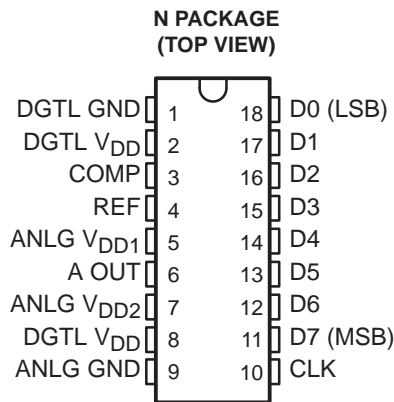 N PACKAGE
(TOP VIEW)
DGTL GND 1 18 D0 (LSB)
DGTL VDD 2 17 D1
COMP 3 16 D2
REF 4 15 D3
ANLG VDD1 5 14 D4
A OUT 6 13 D5
ANLG VDD2 7 12 D6
DGTL VDD 8 11 D7 (MSB)
ANLG GND 9 10 CLK